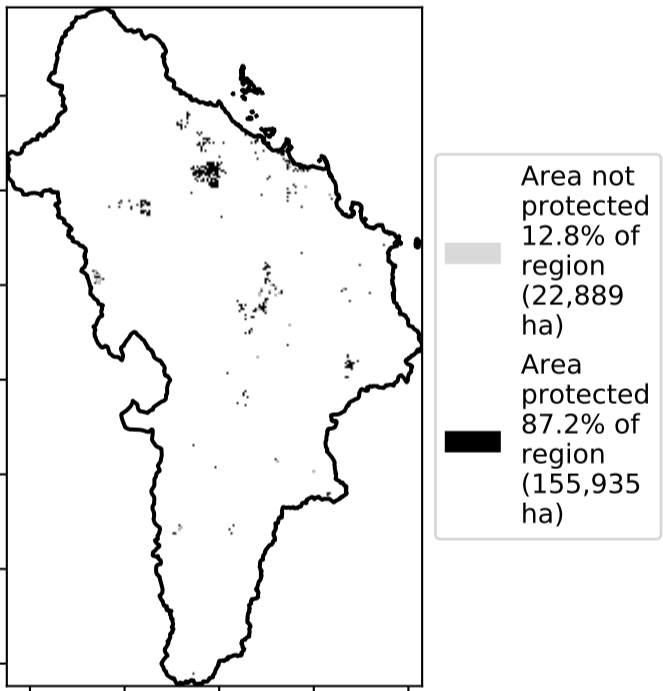 Area not
protected
12.8% of
region
(22,889
ha)
Area
protected
87.2% of
region
(155,935
ha)